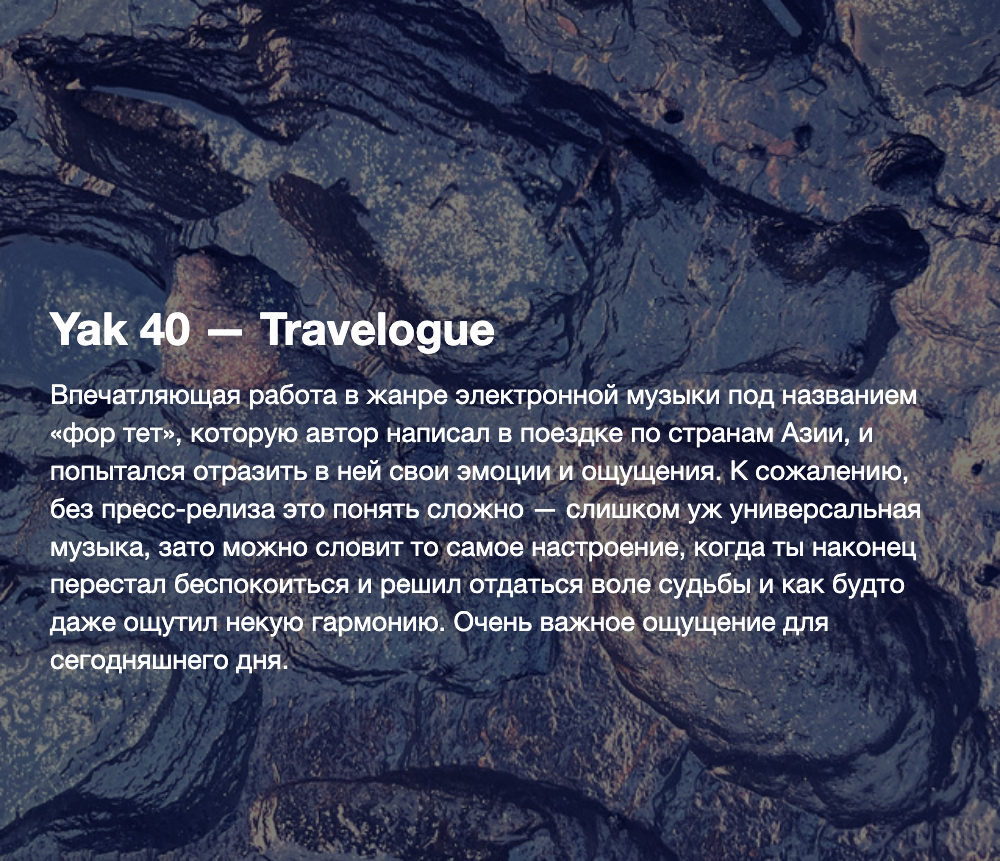 Yak 40 — Travelogue
Впечатляющая работа в жанре электронной музыки под названием
«фор тет», которую автор написал в поездке по странам Азии, и
попытался отразить в ней свои эмоции и ощущения. К сожалению,
без пресс-релиза это понять сложно — слишком уж универсальная
музыка, зато можно словит то самое настроение, когда ты наконец
перестал беспокоиться и решил отдаться воле судьбы и как будто
даже ощутил некую гармонию. Очень важное ощущение для
сегодняшнего дня.